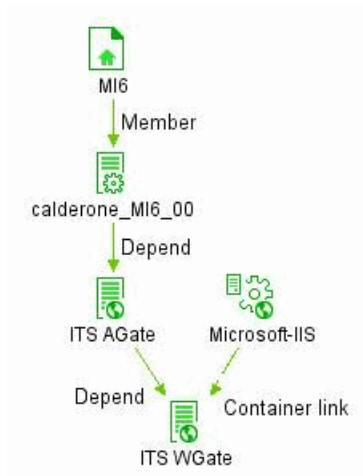 MI6
Member
calderone_MI6_00
Depend
ITS AGate
Microsoft-IIS
Depend
Container link
ITS WGate